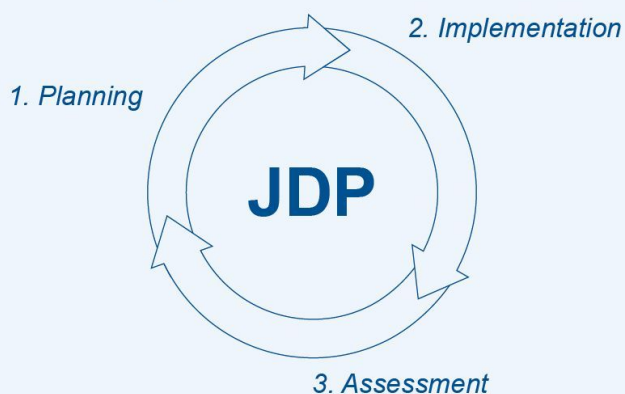 1. Planning
2. Implementation
JDP
3. Assessment